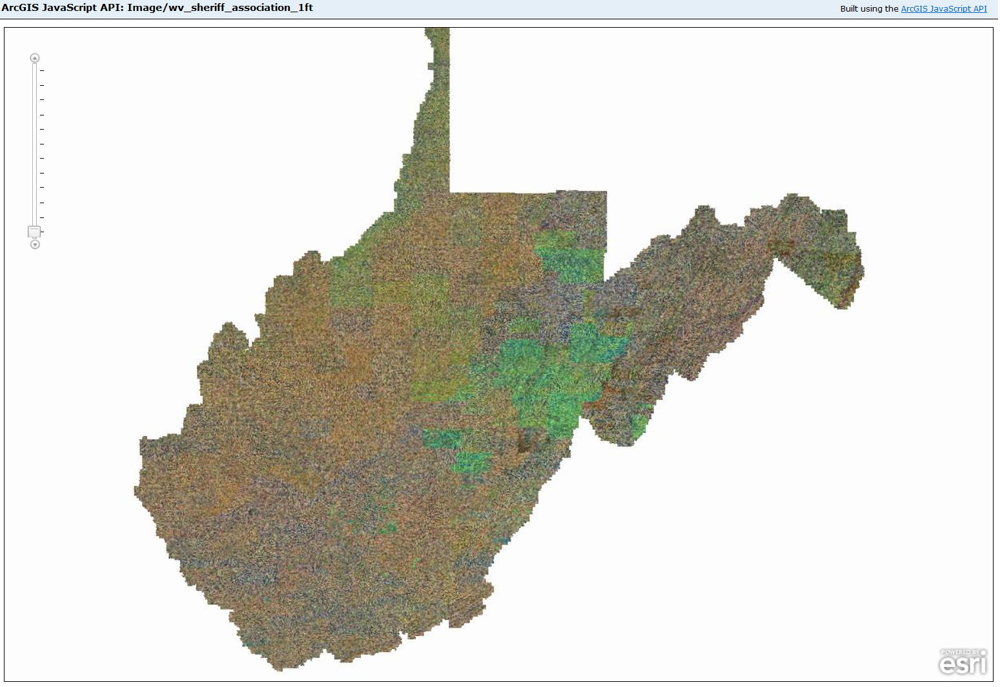 ArcGIS JavaScript API: Image/wv_sheriff_association_1ft
Built using the ArcGIS JavaScript API
POWERED BY
esri